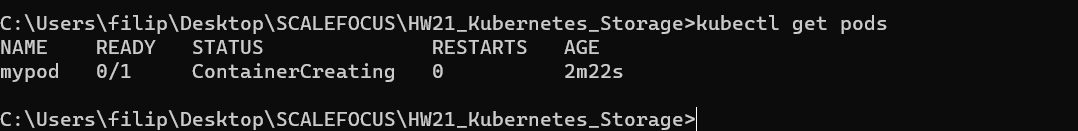 C:\Users\filip\Desktop\SCALEFOCUS\HW21_Kubernetes_Storage>kubectl get pods
NAME    READY   STATUS              RESTARTS   AGE
mypod   0/1     ContainerCreating   0          2m22s
C:\Users\filip\Desktop\SCALEFOCUS\HW21_Kubernetes_Storage>